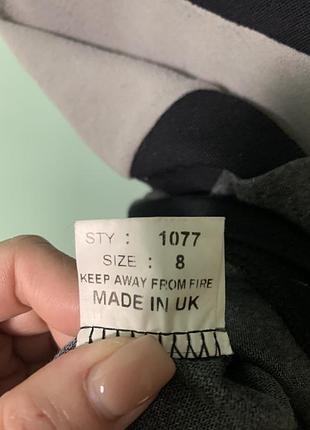 STY : 1077
SIZE : 8
KEEP AWAY FROM FIRE
MADE IN UK